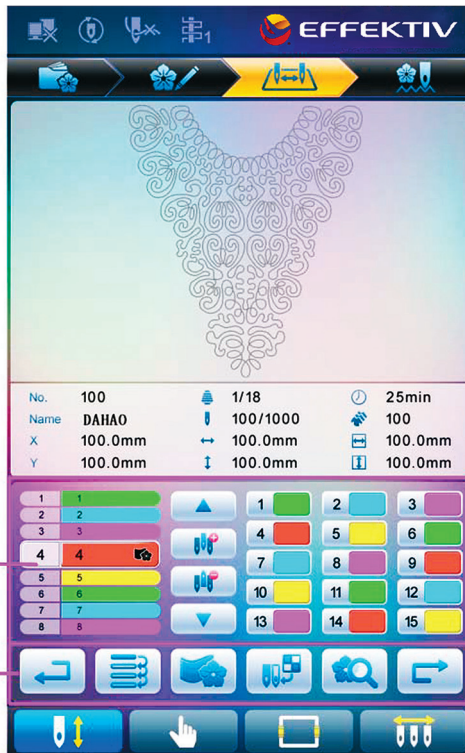 1
EFFEKTIV
No. 100 1/18 25min
Name DAHAO 100/1000 100
X 100.0mm 100.0mm 100.0mm
Y 100.0mm 100.0mm 100.0mm
1 1
2 2
3 3
4 4
5 5
6 6
7 7
8 8
1 2 3
4 5 6
7 8 9
10 11 12
13 14 15